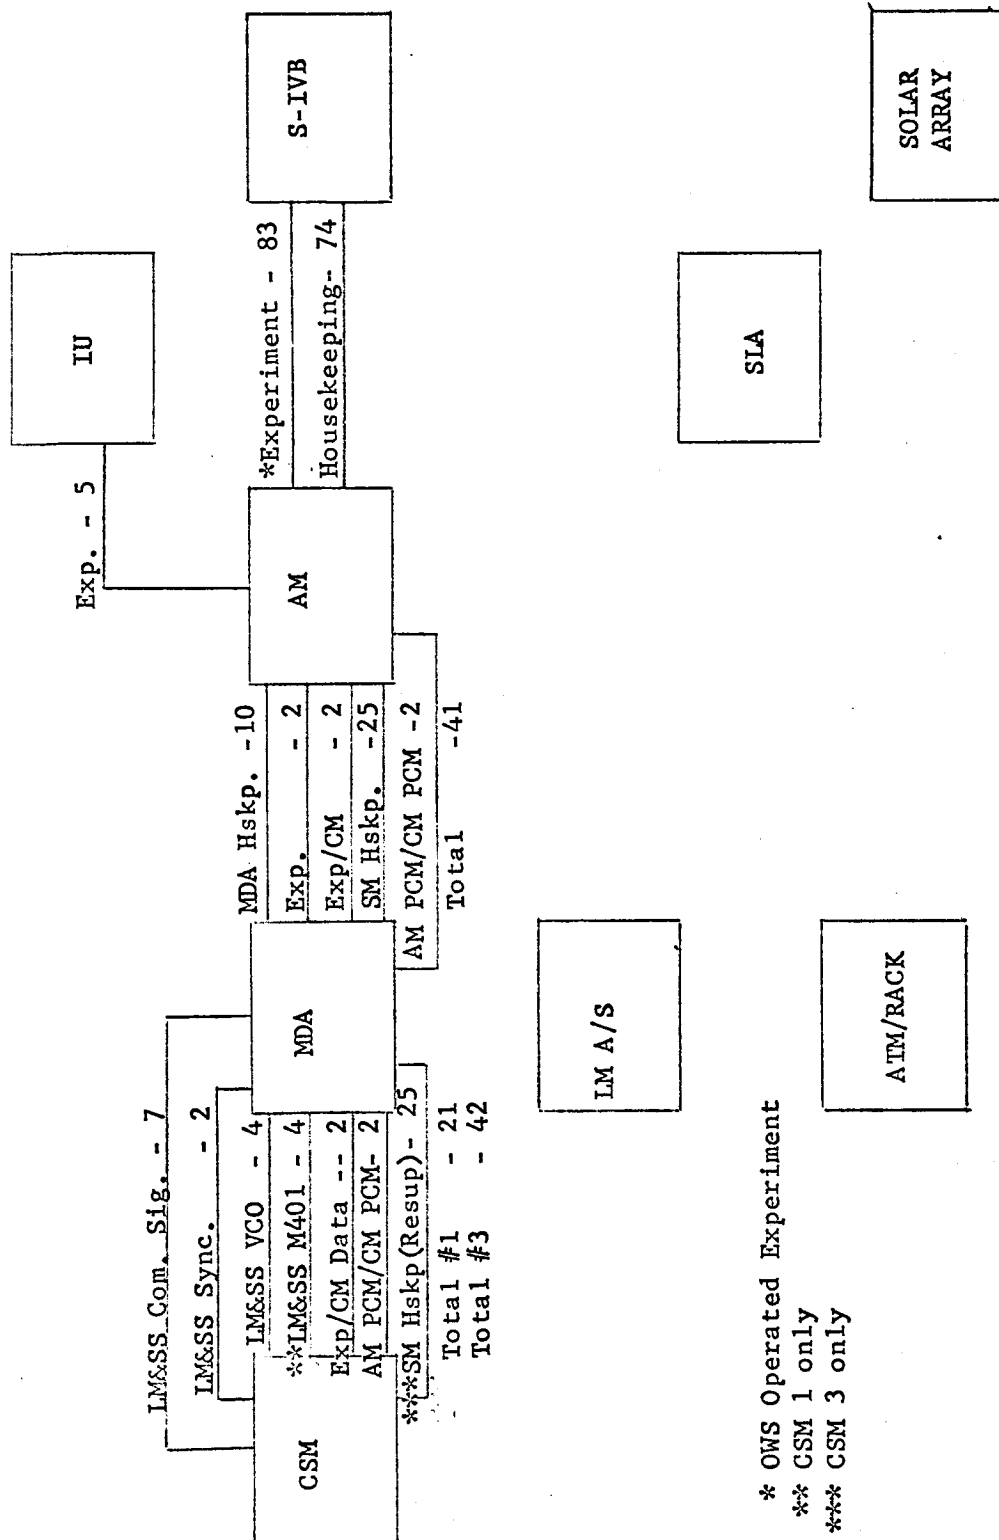 IU
S-IVB
Exp. - 5
*Experiment - 83
Housekeeping- 74
AM
MDA Hskp. -10
Exp. - 2
Exp/CM - 2
SM Hskp. -25
AM PCM/CM PCM -2
Total -41
MDA
LM&SS Com. Sig. - 7
LM&SS Sync. - 2
LM&SS VCO - 4
**LM&SS M401 - 4
Exp/CM Data -- 2
AM PCM/CM PCM- 2
***SM Hskp(Resup)- 25
Total #1 - 21
Total #3 - 42
CSM
SOLAR
ARRAY
SLA
LM A/S
ATM/RACK
* OWS Operated Experiment
** CSM 1 only
*** CSM 3 only